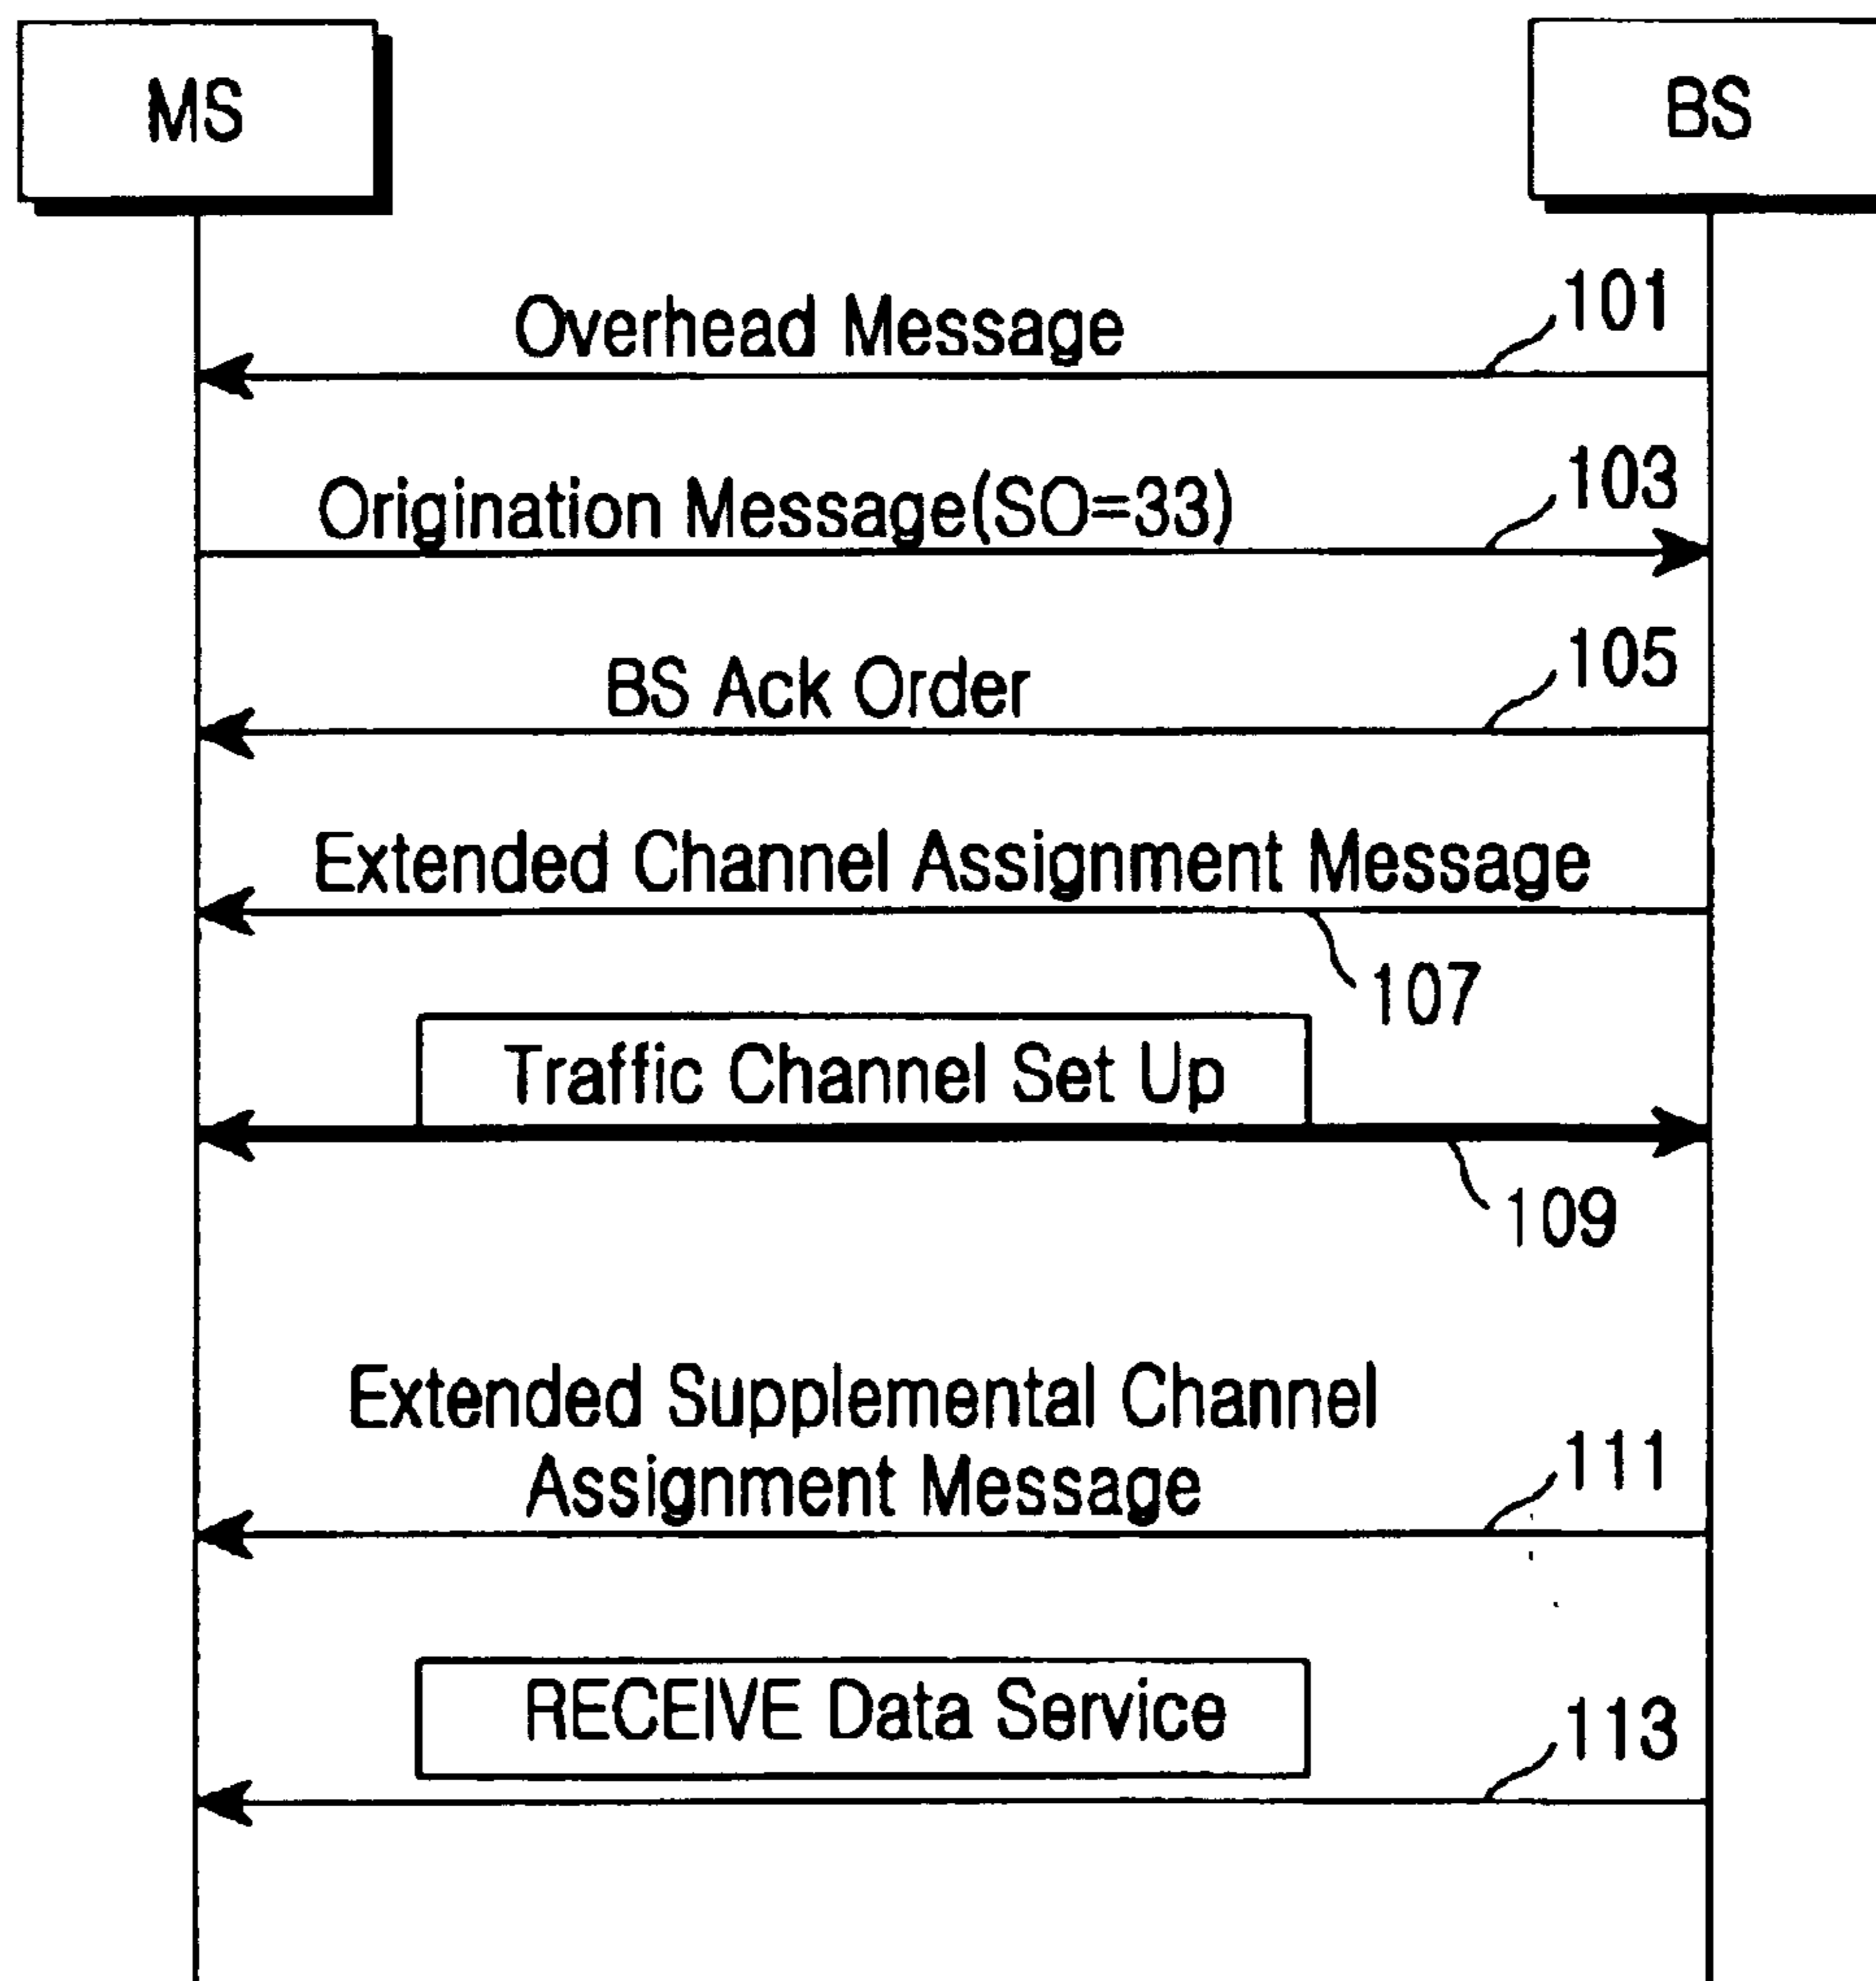 MS
BS
Overhead Message
101
Origination Message(SO=33)
103
BS Ack Order
105
Extended Channel Assignment Message
107
Traffic Channel Set Up
109
Extended Supplemental Channel
Assignment Message
111
RECEIVE Data Service
113